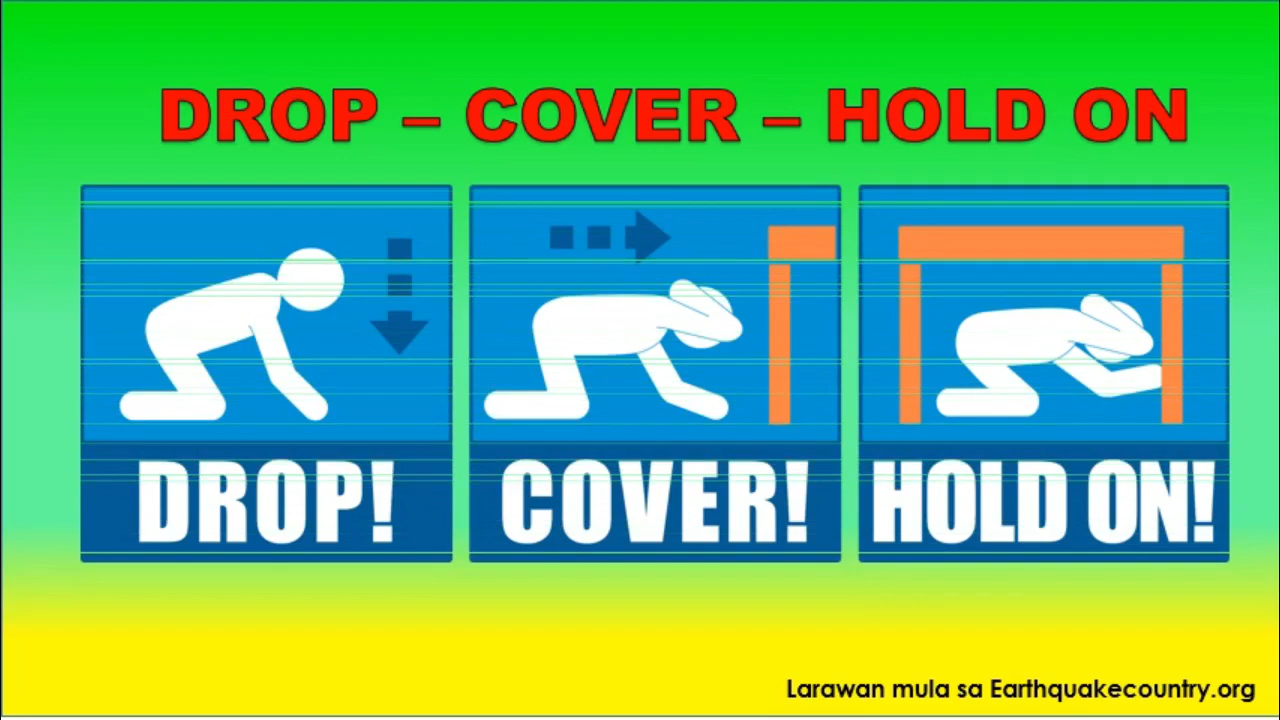 DROP – COVER – HOLD ON
DROP!
COVER!
HOLD ON!
Larawan mula sa Earthquakecountry.org